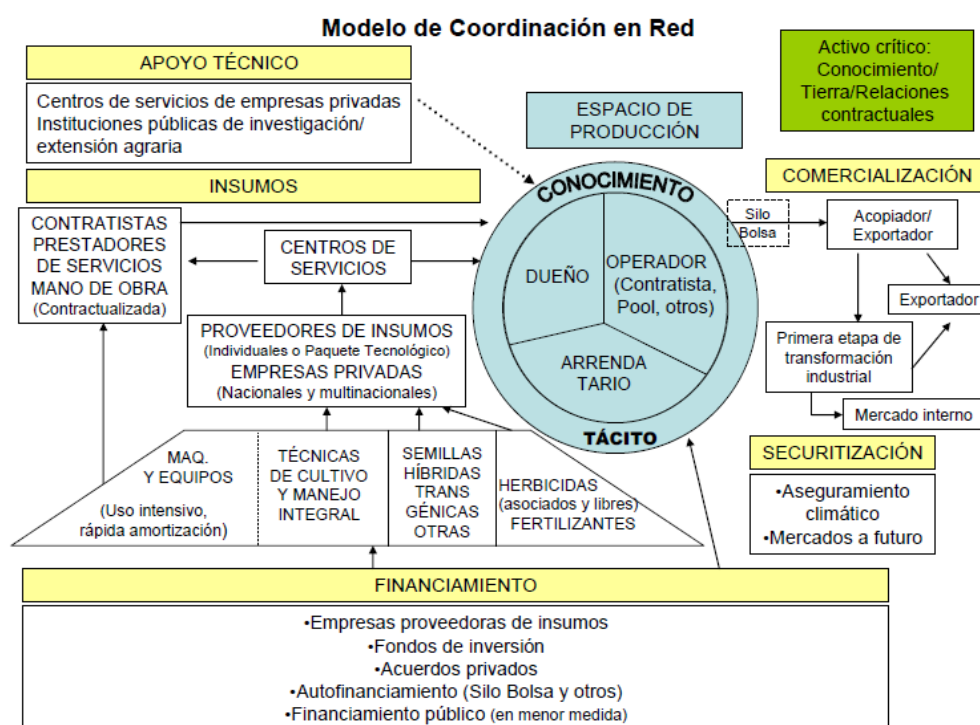 Modelo de Coordinación en Red
APOYO TÉCNICO
Centros de servicios de empresas privadas
Instituciones públicas de investigación/
extensión agraria
INSUMOS
CONTRATISTAS
PRESTADORES
DE SERVICIOS
MANO DE OBRA
(Contractualizada)
CENTROS DE
SERVICIOS
PROVEEDORES DE INSUMOS
(Individuales o Paquete Tecnológico)
EMPRESAS PRIVADAS
(Nacionales y multinacionales)
MAQ.
Y EQUIPOS
(Uso intensivo,
rápida amortización)
TÉCNICAS
DE CULTIVO
Y MANEJO
INTEGRAL
SEMILLAS
HÍBRIDAS
TRANS
GÉNICAS
OTRAS
HERBICIDAS
(asociados y libres)
FERTILIZANTES
ESPACIO DE
PRODUCCIÓN
CONOCIMIENTO
DUEÑO
OPERADOR
(Contratista,
Pool, otros)
ARRENDA
TARIO
TÁCITO
Activo crítico:
Conocimiento/
Tierra/Relaciones
contractuales
COMERCIALIZACIÓN
Silo
Bolsa
Acopiador/
Exportador
Exportador
Primera etapa de
transformación
industrial
Mercado interno
SECURITIZACIÓN
•Aseguramiento
climático
•Mercados a futuro
FINANCIAMIENTO
•Empresas proveedoras de insumos
•Fondos de inversión
•Acuerdos privados
•Autofinanciamiento (Silo Bolsa y otros)
•Financiamiento público (en menor medida)